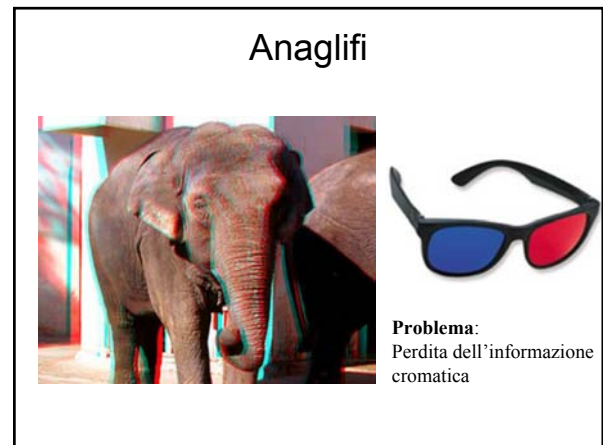 Anaglifi
Problema:
Perdita dell’informazione
cromatica